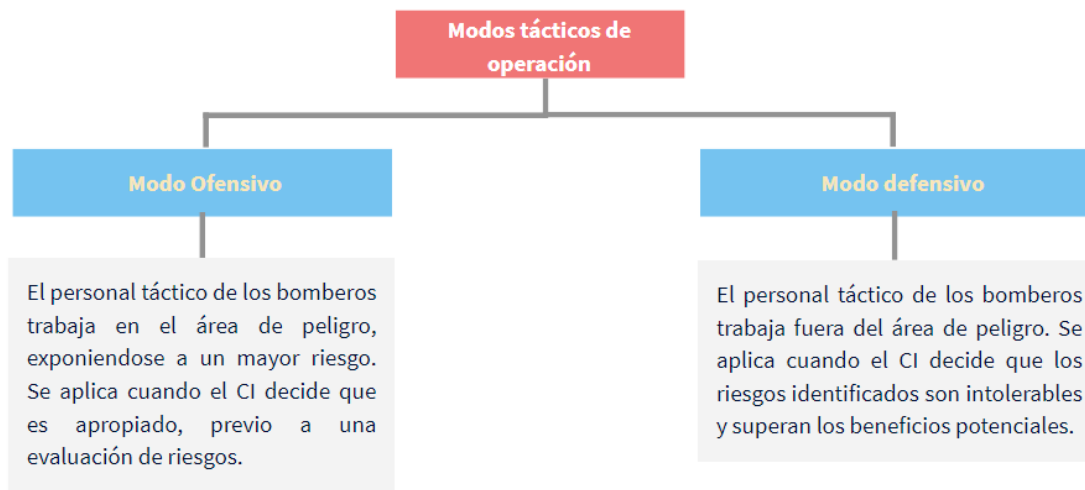 Modos tácticos de
operación
Modo Ofensivo
Modo defensivo
El personal táctico de los bomberos
trabaja en el área de peligro,
exponiendose a un mayor riesgo.
Se aplica cuando el CI decide que
es apropiado, previo a una
evaluación de riesgos.
El personal táctico de los bomberos
trabaja fuera del área de peligro. Se
aplica cuando el CI decide que los
riesgos identificados son intolerables
y superan los beneficios potenciales.